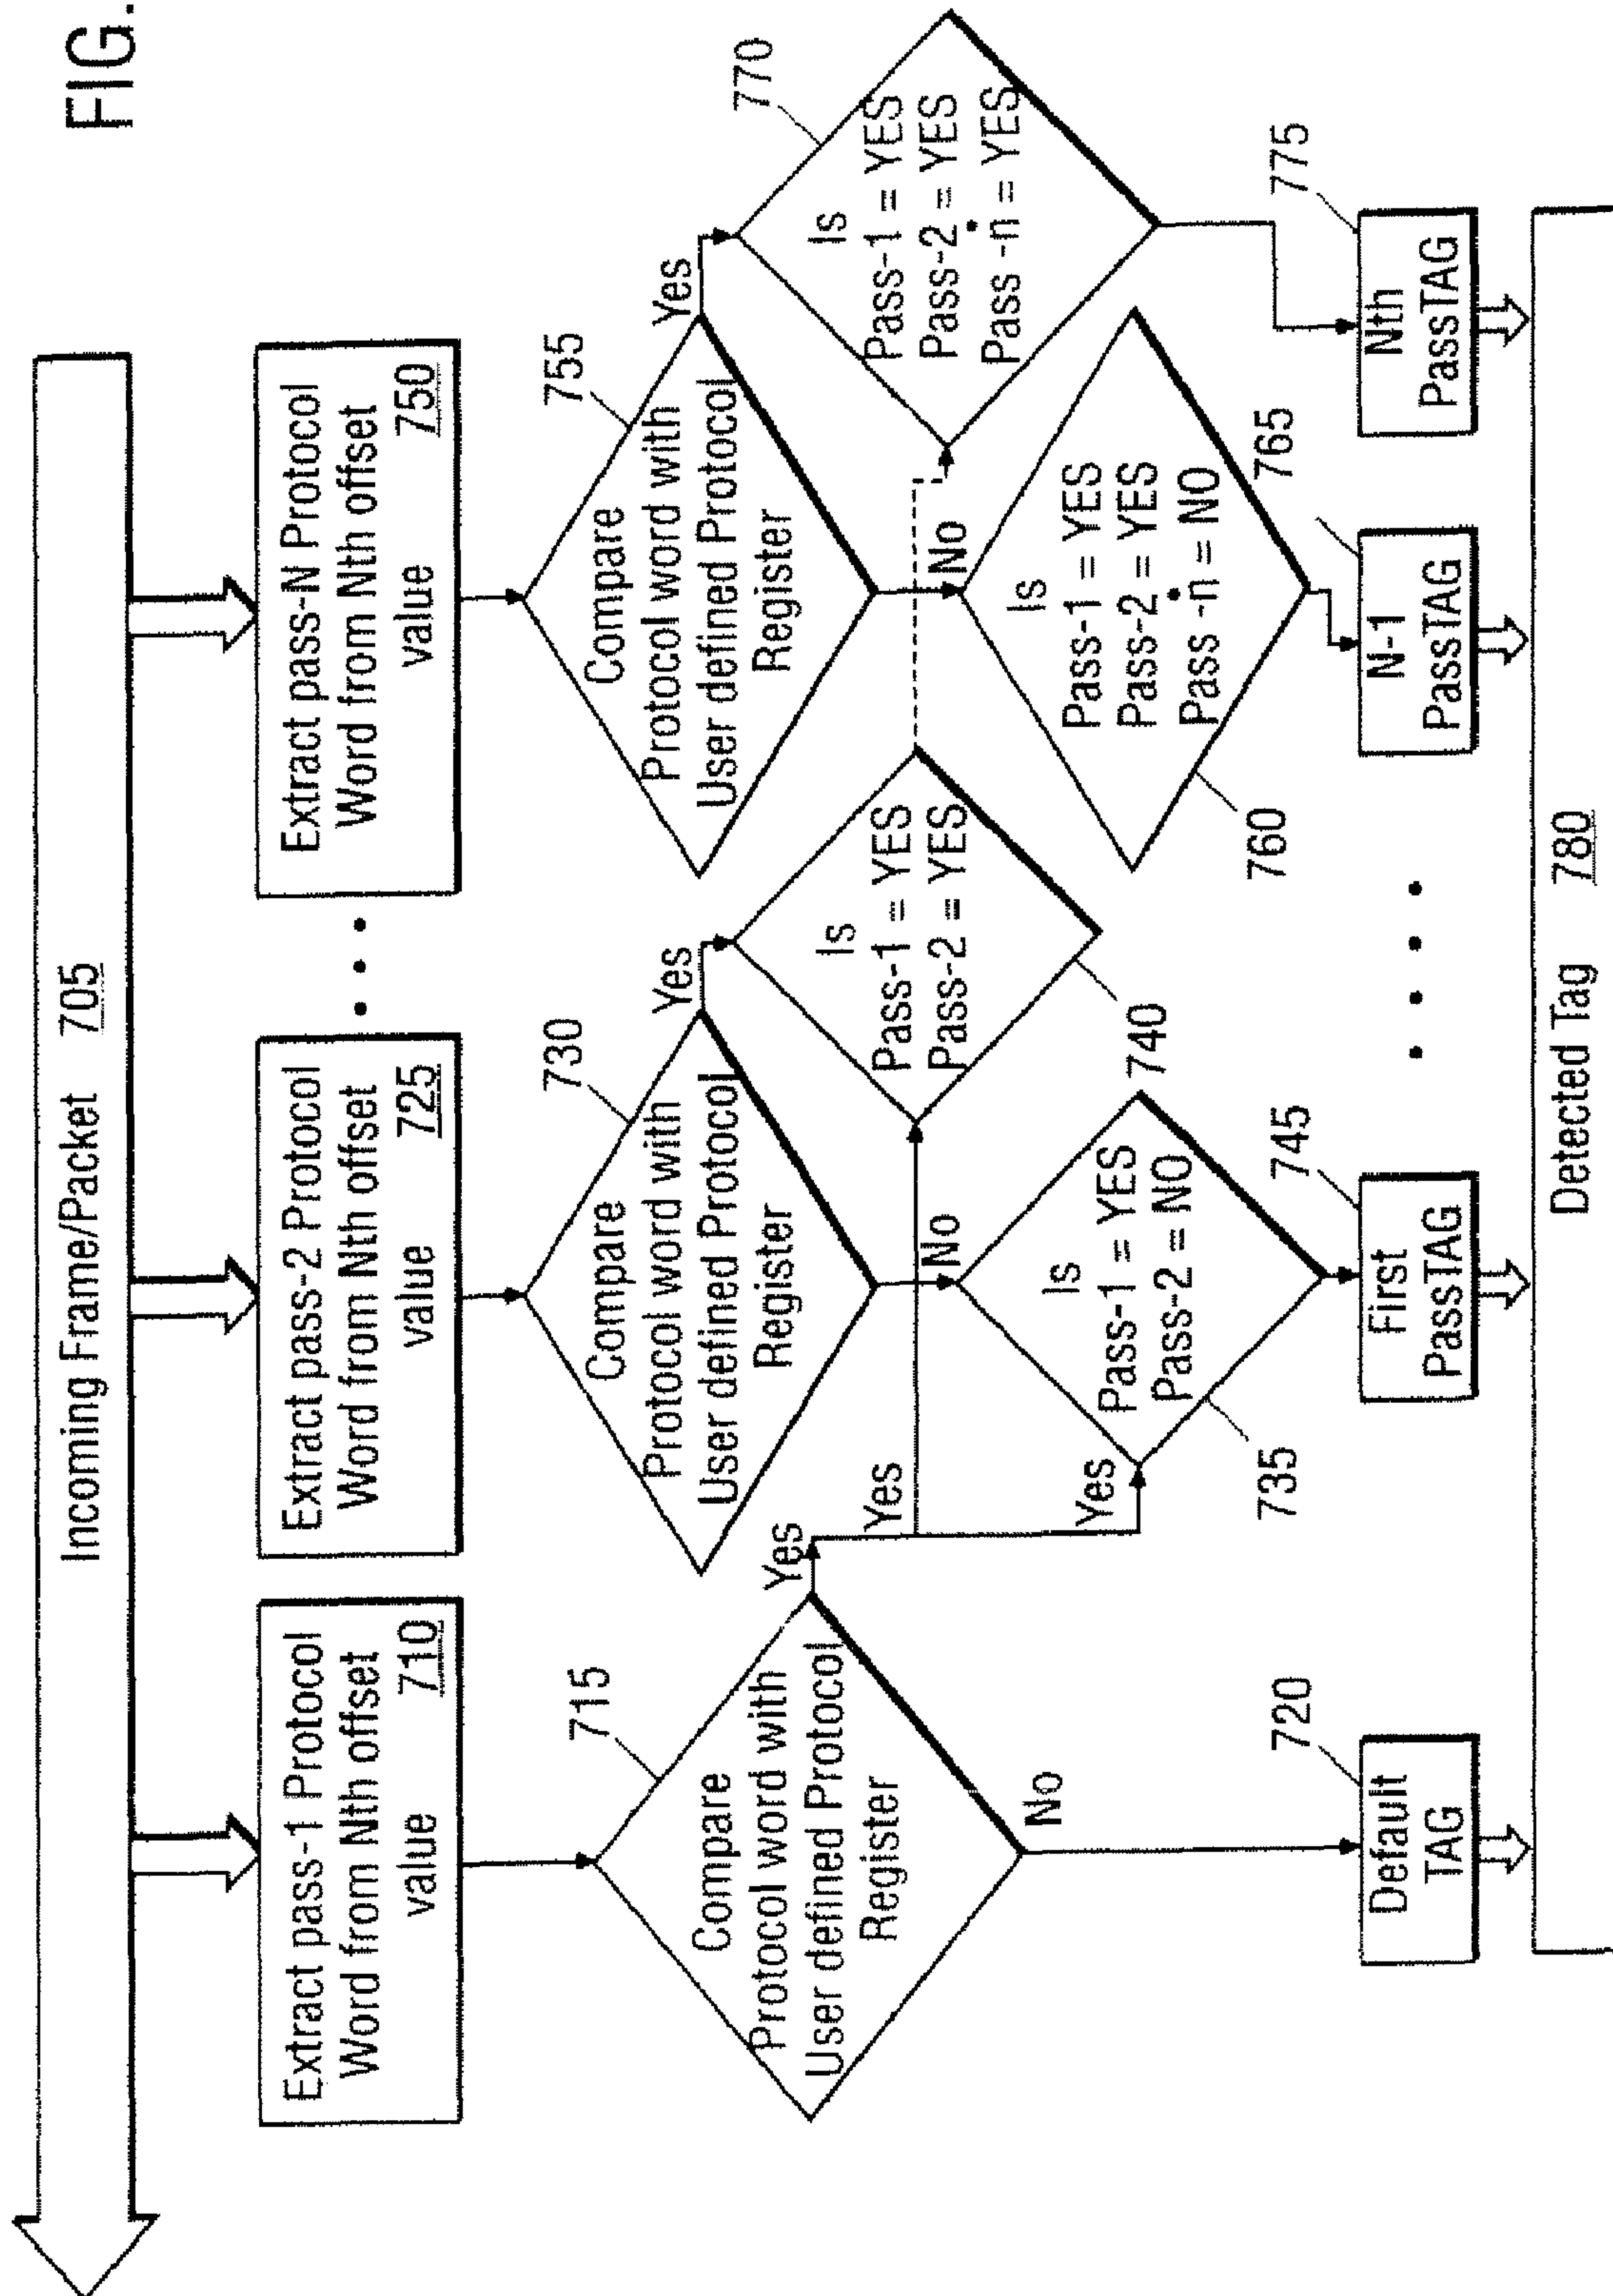 FIG.
Incoming Frame/Packet 705
Extract pass-1 Protocol
Word from Nth offset
value 710
715
Compare
Protocol word with
User defined Protocol
Register
Yes
No
720
Default
TAG
Extract pass-2 Protocol
Word from Nth offset
value 725
730
Compare
Protocol word with
User defined Protocol
Register
Yes
No
Yes
Yes
735
Is
Pass-1 = YES
Pass-2 = NO
740
Is
Pass-1 = YES
Pass-2 = YES
745
First
PassTAG
Extract pass-N Protocol
Word from Nth offset
value 750
755
Compare
Protocol word with
User defined Protocol
Register
Yes
No
760
Is
Pass-1 = YES
Pass-2 = YES
Pass -n = NO
765
N-1
PassTAG
770
Is
Pass-1 = YES
Pass-2 = YES
Pass -n = YES
775
Nth
PassTAG
Detected Tag 780